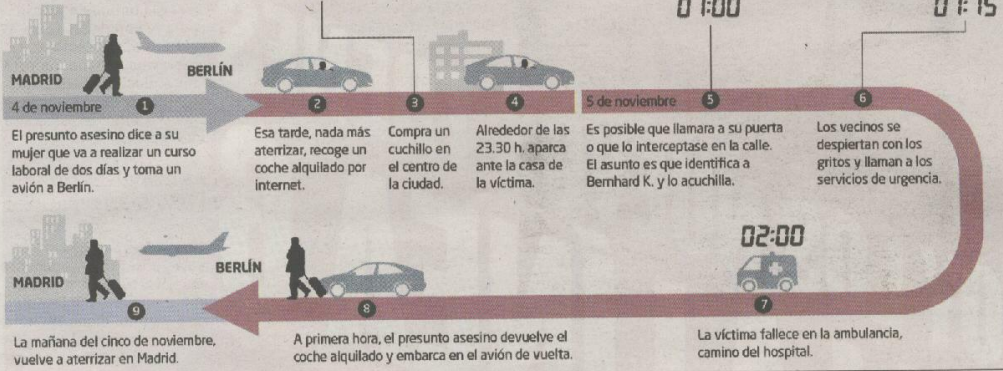 01:00
01:15
MADRID
BERLÍN
4 de noviembre 1
2
3
4
5 de noviembre 5
6
El presunto asesino dice a su
mujer que va a realizar un curso
laboral de dos días y toma un
avión a Berlín.
Esa tarde, nada más
aterrizar, recoge un
coche alquilado por
internet.
Compra un
cuchillo en
el centro de
la ciudad.
Alrededor de las
23.30 h. aparca
ante la casa de
la víctima.
Es posible que llamara a su puerta
o que lo interceptase en la calle.
El asunto es que identifica a
Bernhard K. y lo acuchilla.
Los vecinos se
despiertan con los
gritos y llaman a los
servicios de urgencia.
02:00
7
La víctima fallece en la ambulancia,
camino del hospital.
8
A primera hora, el presunto asesino devuelve el
coche alquilado y embarca en el avión de vuelta.
MADRID
BERLÍN
9
La mañana del cinco de noviembre,
vuelve a aterrizar en Madrid.